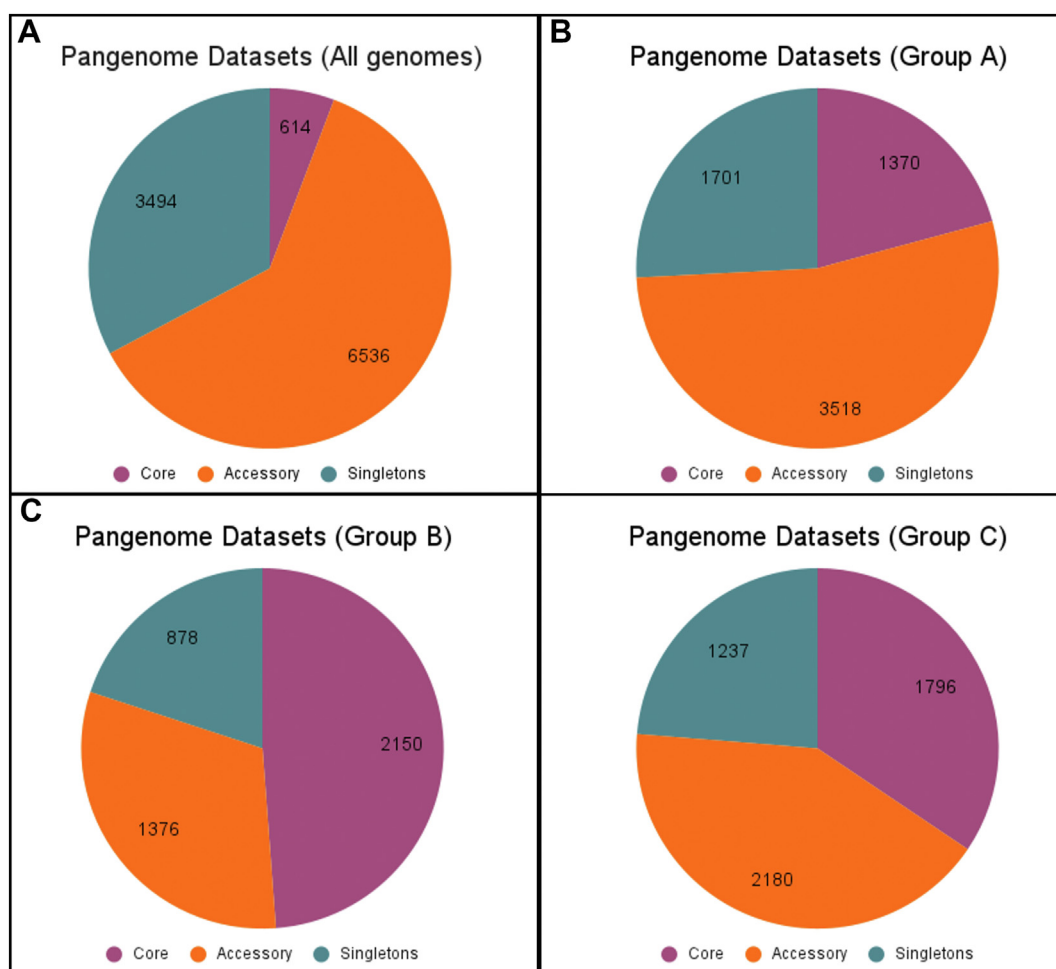 A
Pangenome Datasets (All genomes)
614
3494
6536
Core Accessory Singletons
B
Pangenome Datasets (Group A)
1701
1370
3518
Core Accessory Singletons
C
Pangenome Datasets (Group B)
878
2150
1376
Core Accessory Singletons
Pangenome Datasets (Group C)
1237
1796
2180
Core Accessory Singletons